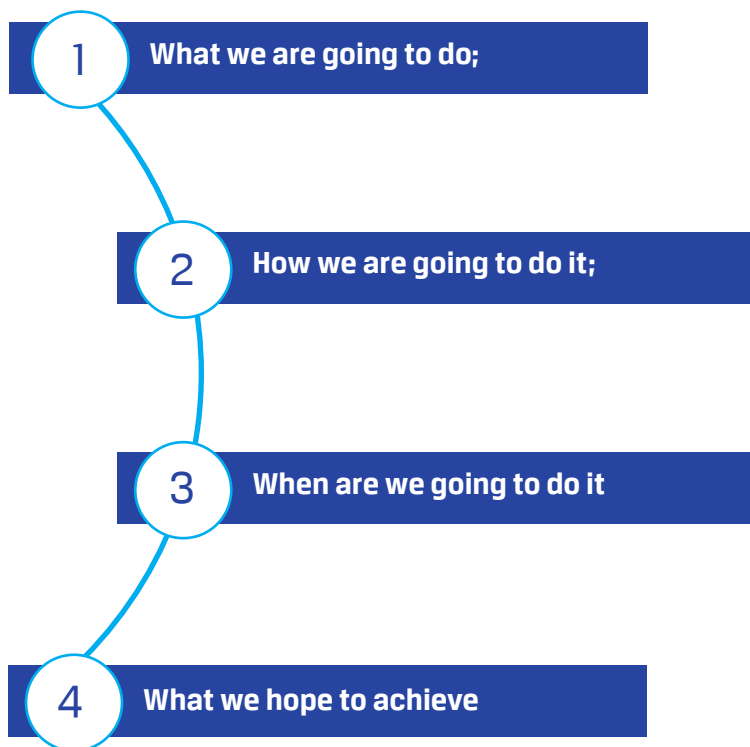 1 What we are going to do;
2 How we are going to do it;
3 When are we going to do it
4 What we hope to achieve